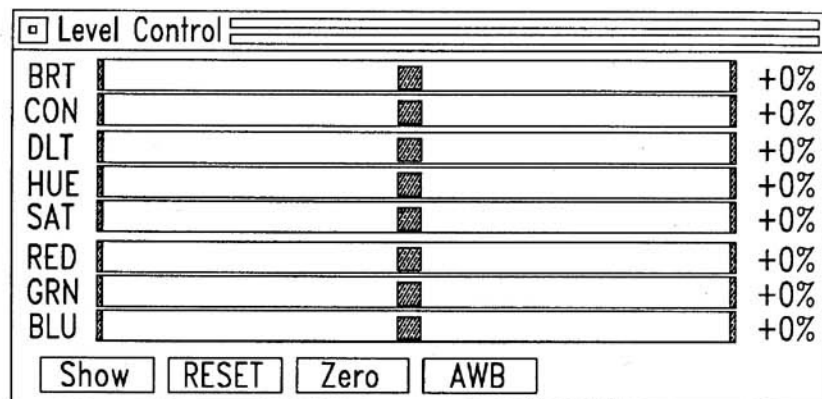 Level Control
BRT +0%
CON +0%
DLT +0%
HUE +0%
SAT +0%
RED +0%
GRN +0%
BLU +0%
Show RESET Zero AWB